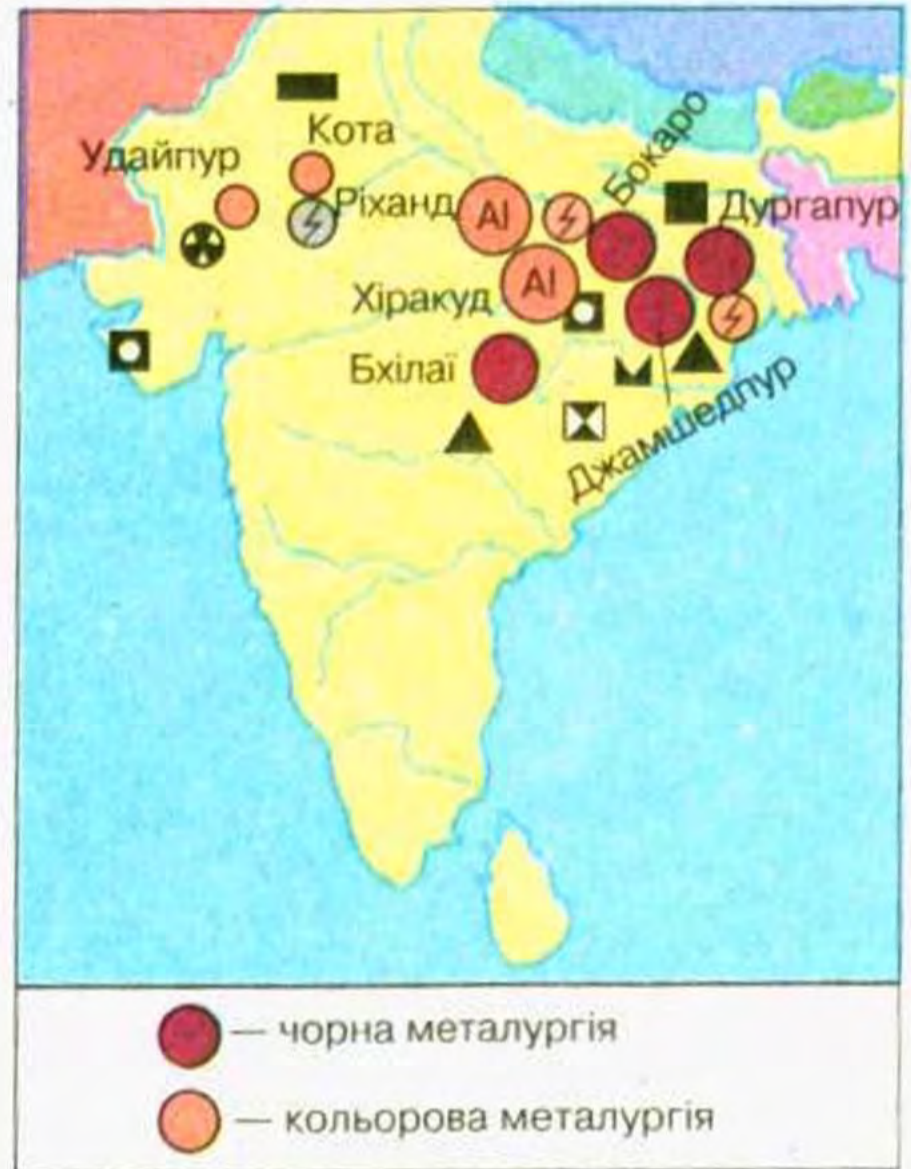 Кота
Удайпур
Бокаро
Ріханд
Al
Дургапур
Al
Хіракуд
Бхілаї
Джамшедпур
— чорна металургія
— кольорова металургія